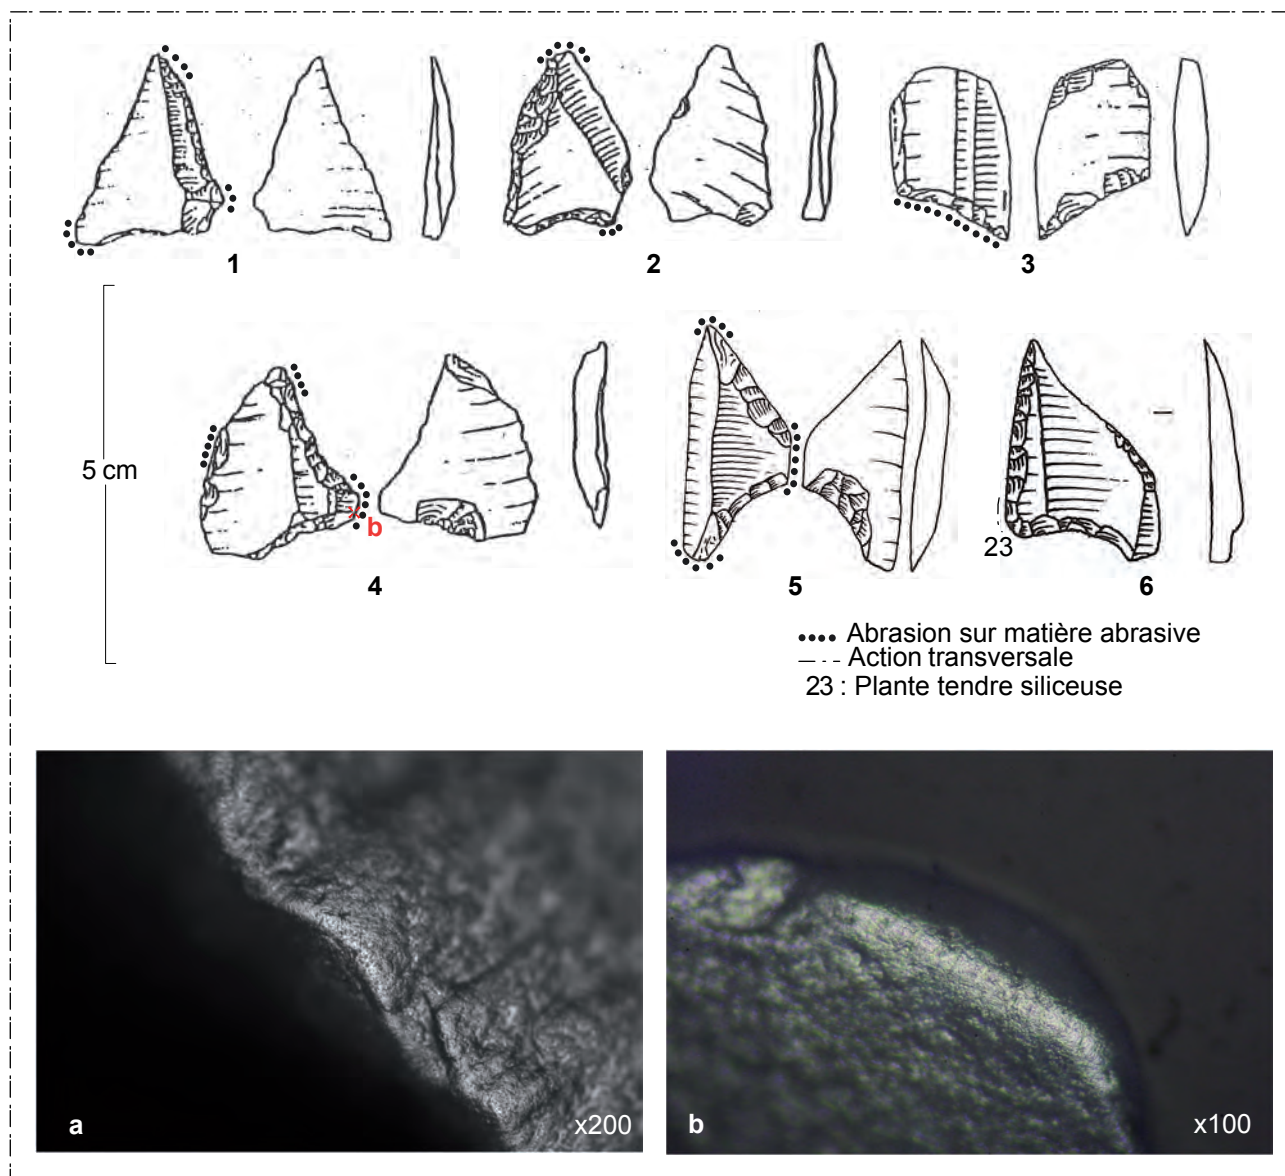 1
2
3
5 cm
b
23
4
5
6
Abrasion sur matière abrasive
Action transversale
23 : Plante tendre siliceuse
a
x200
b
x100